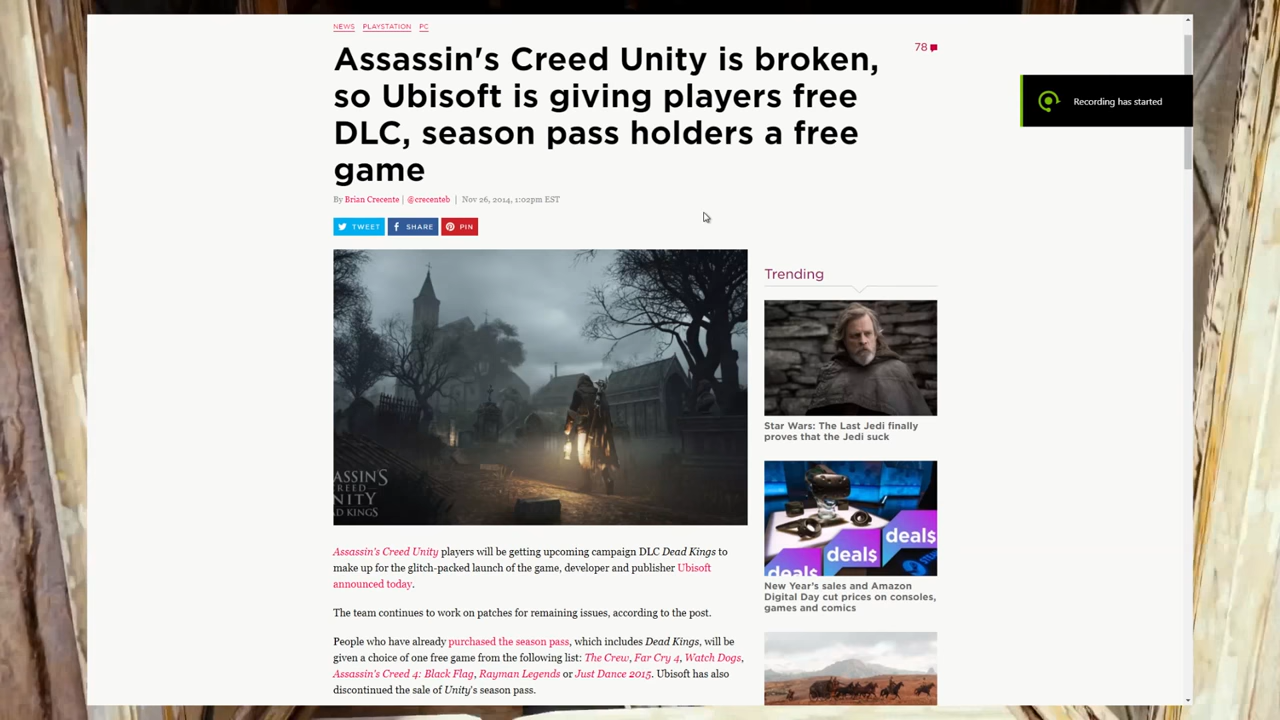 NEWS PLAYSTATION PC
Assassin's Creed Unity is broken,
so Ubisoft is giving players free
DLC, season pass holders a free
game
78
Recording has started
By Brian Crecente | @crecenteb | Nov 26, 2014, 1:02pm EST
TWEET SHARE PIN
ASSIN'S
REED
NITY
AD KINGS
Assassin's Creed Unity players will be getting upcoming campaign DLC Dead Kings to
make up for the glitch-packed launch of the game, developer and publisher Ubisoft
announced today.
The team continues to work on patches for remaining issues, according to the post.
People who have already purchased the season pass, which includes Dead Kings, will be
given a choice of one free game from the following list: The Crew, Far Cry 4, Watch Dogs,
Assassin's Creed 4: Black Flag, Rayman Legends or Just Dance 2015. Ubisoft has also
discontinued the sale of Unity's season pass.
Trending
Star Wars: The Last Jedi finally
proves that the Jedi suck
deals
deal$
deal$
New Year's sales and Amazon
Digital Day cut prices on consoles,
games and comics